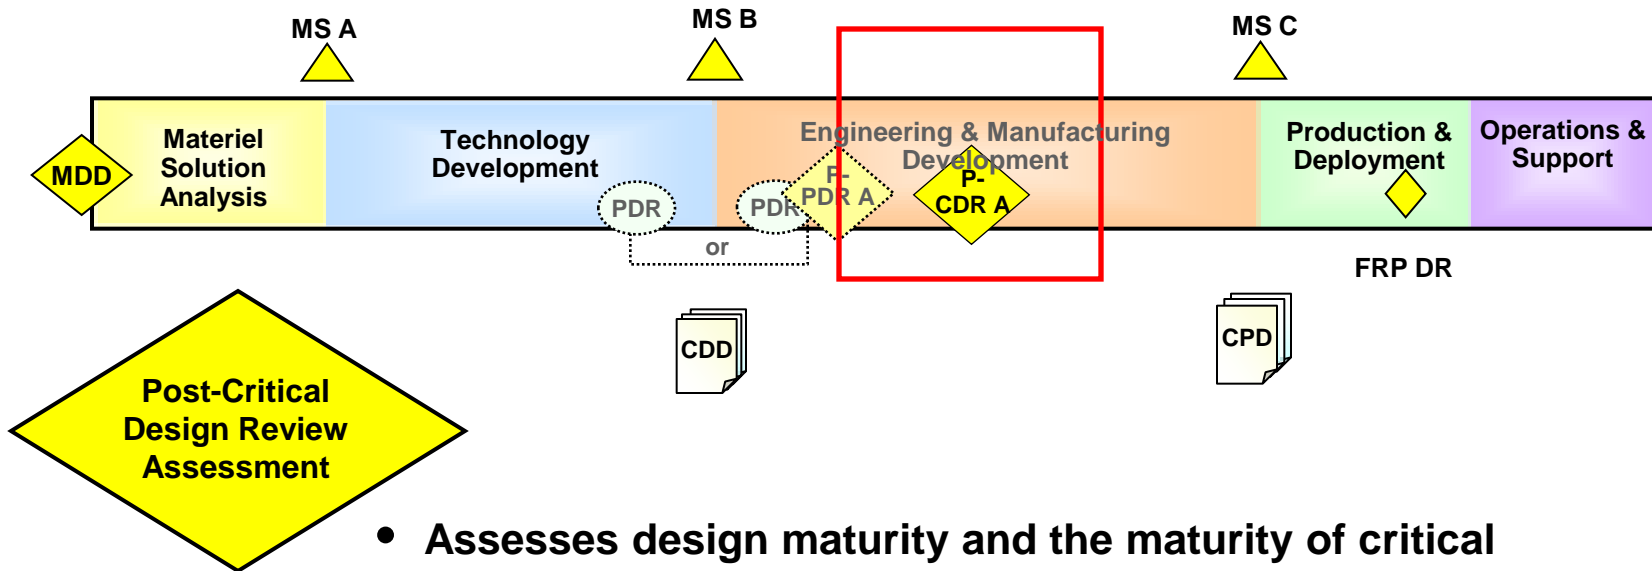 MS A
MS B
MS C
MDD
Materiel
Solution
Analysis
Technology
Development
Engineering & Manufacturing
Development
Production &
Deployment
Operations &
Support
PDR
or
PDR
P-
PDR A
P-
CDR A
FRP DR
CDD
CPD
Post-Critical
Design Review
Assessment
• Assesses design maturity and the maturity of critical